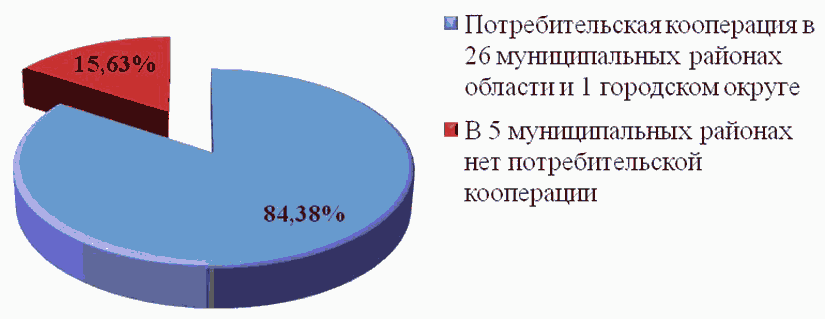 15,63%
84,38%
Потребительская кооперация в
26 муниципальных районах
области и 1 городском округе
В 5 муниципальных районах
нет потребительской
кооперации